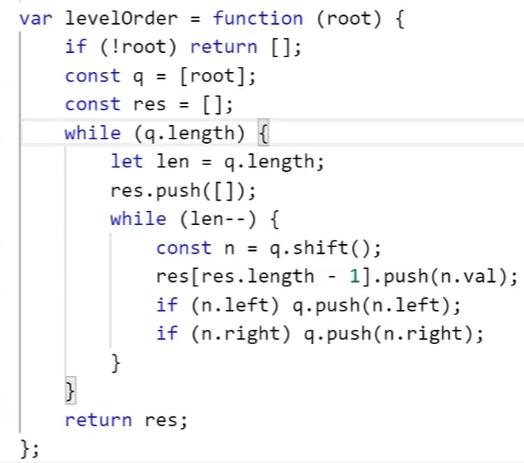 var levelOrder = function (root) {
    if (!root) return [];
    const q = [root];
    const res = [];
    while (q.length) {
        let len = q.length;
        res.push([]);
        while (len--) {
            const n = q.shift();
            res[res.length - 1].push(n.val);
            if (n.left) q.push(n.left);
            if (n.right) q.push(n.right);
        }
    }
    return res;
};